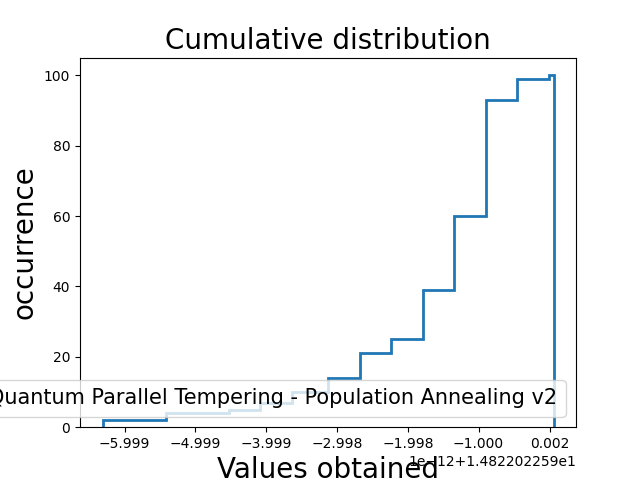 Cumulative distribution
100
80
60
40
20
0
occurrence
Quantum Parallel Tempering - Population Annealing v2
−5.999 −4.999 −3.999 −2.998 −1.998 −1.000 0.002
1e−12+1.482202259e1
Values obtained